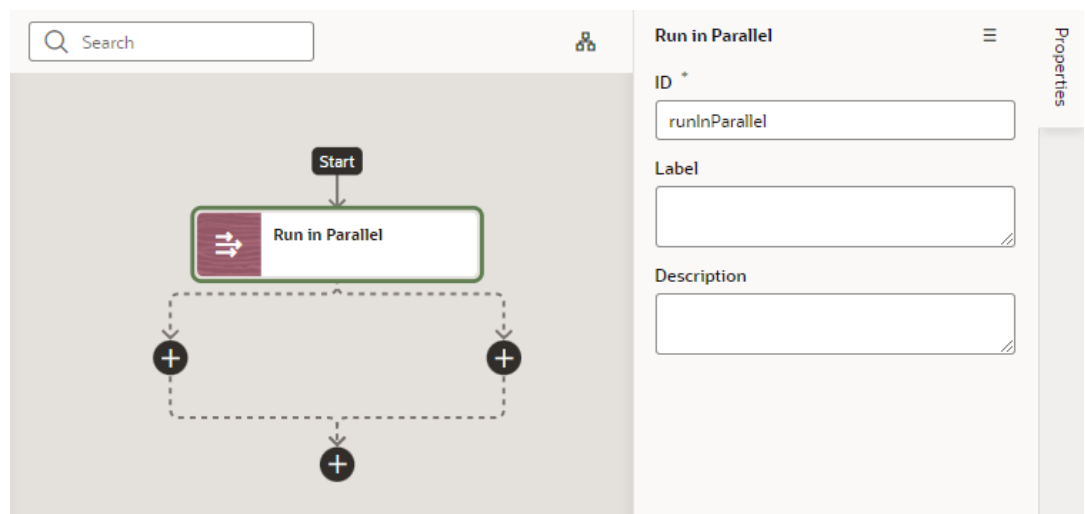 Search
Start
Run in Parallel
Run in Parallel
ID *
runInParallel
Label
Description
Properties